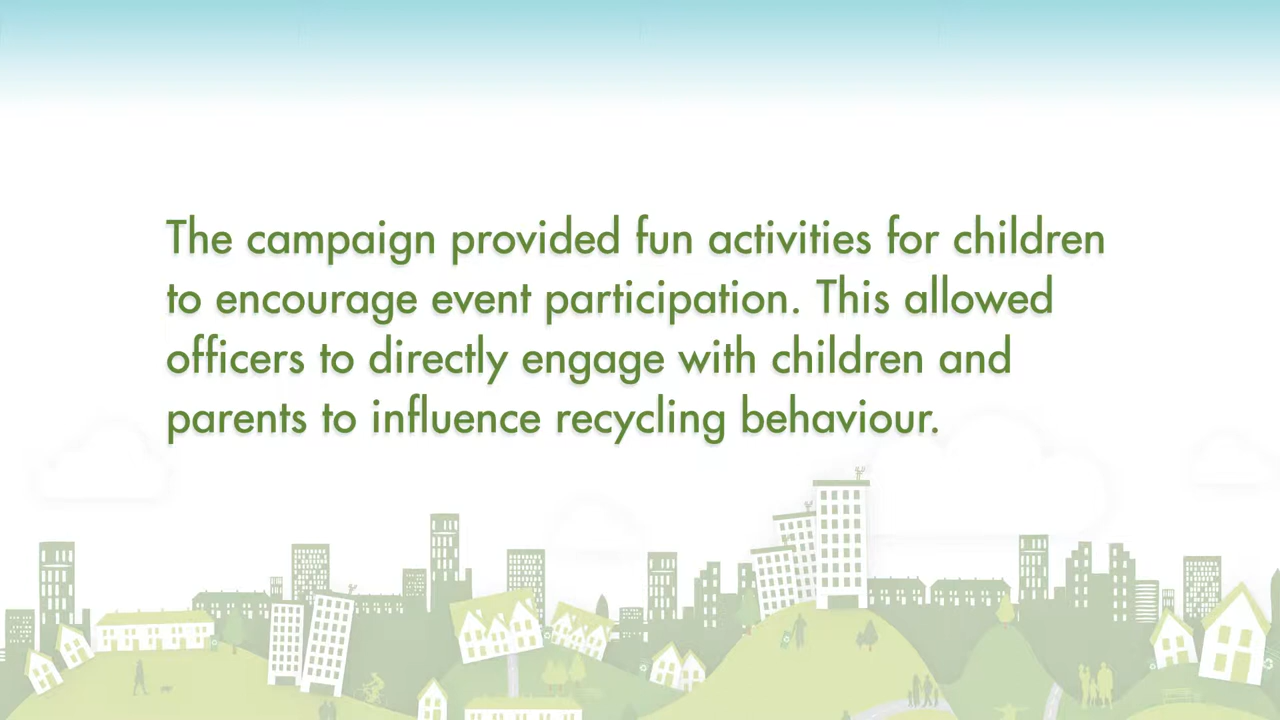 The campaign provided fun activities for children
to encourage event participation. This allowed
officers to directly engage with children and
parents to influence recycling behaviour.